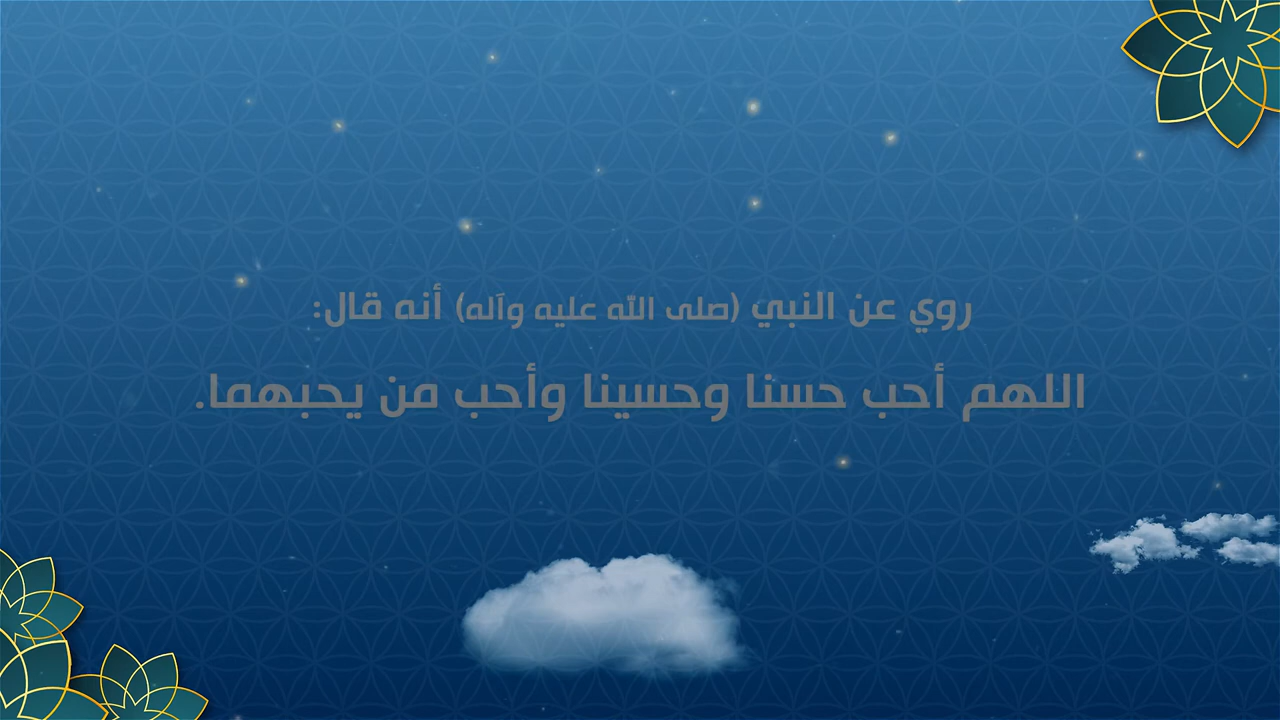 روي عن النبي (صلى الله عليه وآله) أنه قال:
اللهم أحب حسنا وحسينا وأحب من يحبهما.